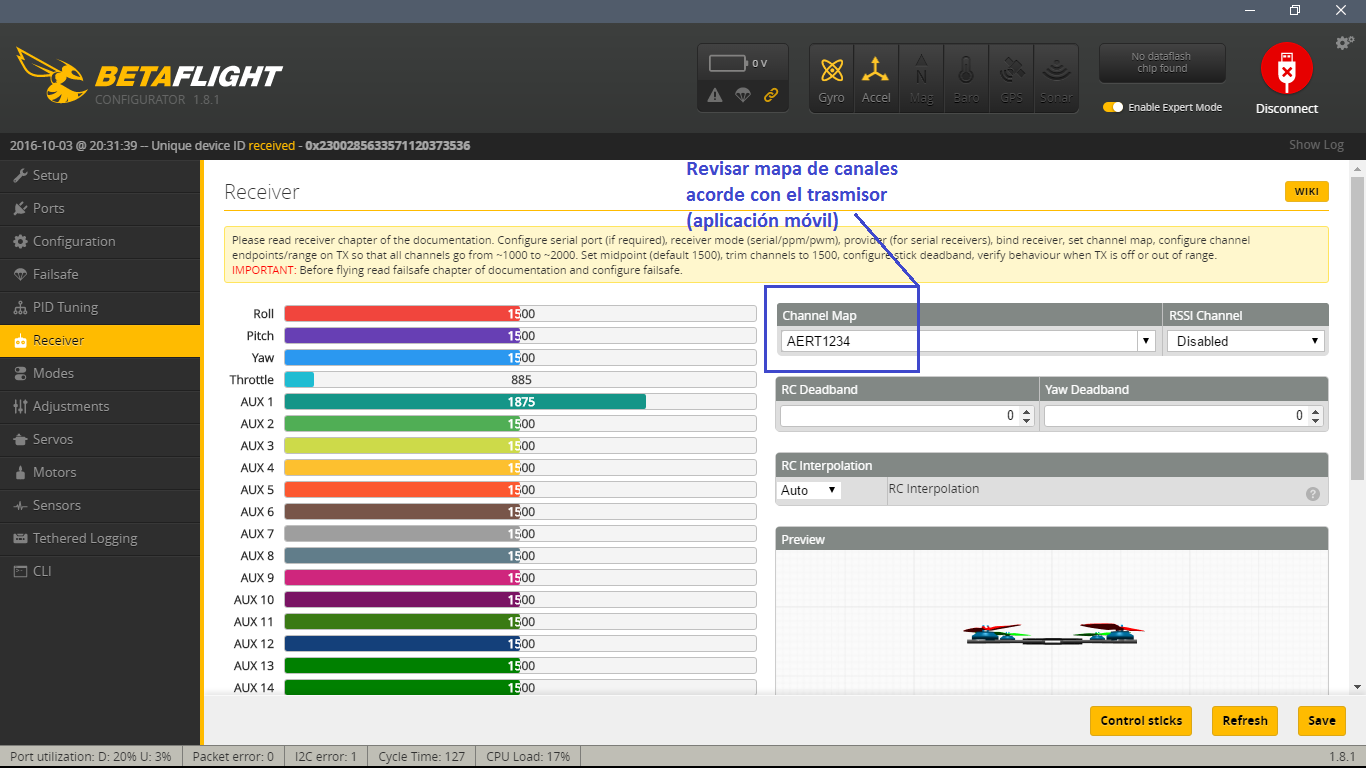 BETAFLIGHT
CONFIGURATOR 1.8.1
0 V
Gyro
Accel
Mag
Baro
GPS
Sonar
No dataflash
chip found
Enable Expert Mode
Disconnect
2016-10-03 @ 20:31:39 -- Unique device ID received - 0x2300285633571120373536
Show Log
Setup
Ports
Configuration
Failsafe
PID Tuning
Receiver
Modes
Adjustments
Servos
Motors
Sensors
Tethered Logging
CLI
Receiver
WIKI
Revisar mapa de canales
acorde con el trasmisor
(aplicación móvil)
Please read receiver chapter of the documentation. Configure serial port (if required), receiver mode (serial/ppm/pwm), provider (for serial receivers), bind receiver, set channel map, configure channel
endpoints/range on TX so that all channels go from ~1000 to ~2000. Set midpoint (default 1500), trim channels to 1500, configure stick deadband, verify behaviour when TX is off or out of range.
IMPORTANT: Before flying read failsafe chapter of documentation and configure failsafe.
Roll 1500
Pitch 1500
Yaw 1500
Throttle 885
AUX 1 1875
AUX 2 1500
AUX 3 1500
AUX 4 1500
AUX 5 1500
AUX 6 1500
AUX 7 1500
AUX 8 1500
AUX 9 1500
AUX 10 1500
AUX 11 1500
AUX 12 1500
AUX 13 1500
AUX 14 1500
Channel Map
RSSI Channel
AERT1234
Disabled
RC Deadband
Yaw Deadband
0
0
RC Interpolation
Auto
RC Interpolation
?
Preview
Control sticks
Refresh
Save
Port utilization: D: 20% U: 3%
Packet error: 0
I2C error: 1
Cycle Time: 127
CPU Load: 17%
1.8.1